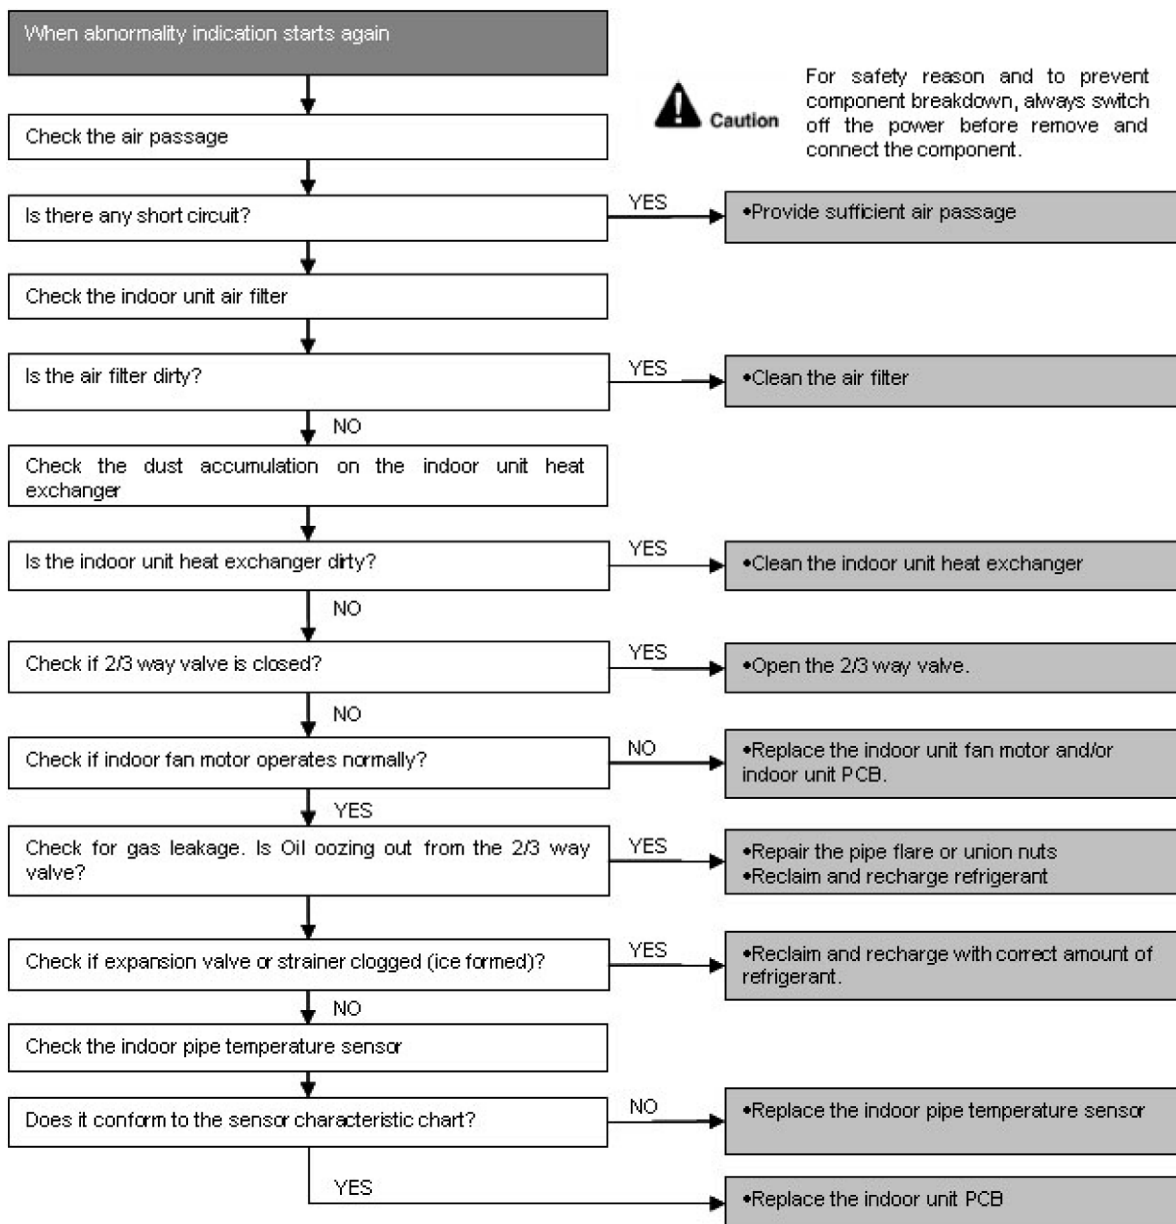 When abnormality indication starts again
For safety reason and to prevent
component breakdown, always switch
off the power before remove and
connect the component.
Caution
Check the air passage
Is there any short circuit?
YES
•Provide sufficient air passage
Check the indoor unit air filter
Is the air filter dirty?
YES
•Clean the air filter
NO
Check the dust accumulation on the indoor unit heat
exchanger
Is the indoor unit heat exchanger dirty?
YES
•Clean the indoor unit heat exchanger
NO
Check if 2/3 way valve is closed?
YES
•Open the 2/3 way valve.
NO
Check if indoor fan motor operates normally?
NO
•Replace the indoor unit fan motor and/or
indoor unit PCB.
YES
Check for gas leakage. Is Oil oozing out from the 2/3 way
valve?
YES
•Repair the pipe flare or union nuts
•Reclaim and recharge refrigerant
Check if expansion valve or strainer clogged (ice formed)?
YES
•Reclaim and recharge with correct amount of
refrigerant.
NO
Check the indoor pipe temperature sensor
Does it conform to the sensor characteristic chart?
NO
•Replace the indoor pipe temperature sensor
YES
•Replace the indoor unit PCB